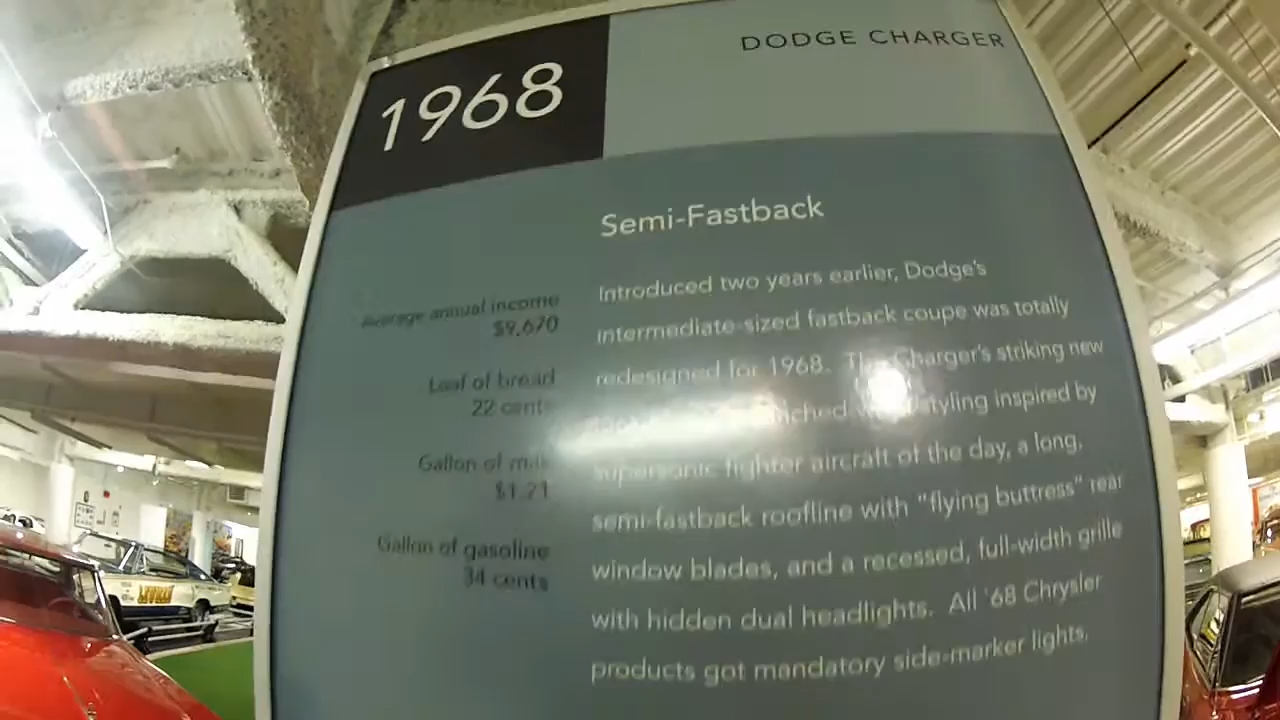 1968
DODGE CHARGER
Semi-Fastback
Average annual income
$9,670
Loaf of bread
22 cents
Gallon of milk
$1.21
Gallon of gasoline
34 cents
Introduced two years earlier, Dodge's
intermediate-sized fastback coupe was totally
redesigned for 1968. The Charger's striking new
styling inspired by
supersonic fighter aircraft of the day, a long,
semi-fastback roofline with "flying buttress" rear
window blades, and a recessed, full-width grille
with hidden dual headlights. All '68 Chrysler
products got mandatory side-marker lights.